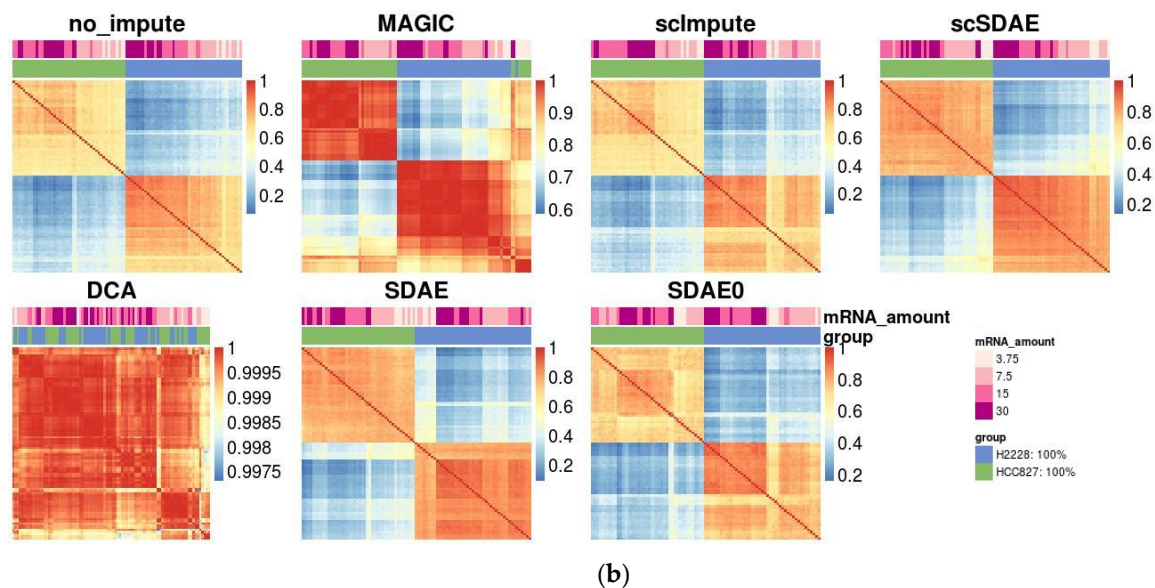 no_impute
MAGIC
scImpute
scSDAE
1
0.8
0.6
0.4
0.2
1
0.9
0.8
0.7
0.6
1
0.8
0.6
0.4
0.2
1
0.8
0.6
0.4
0.2
DCA
SDAE
SDAE0
1
0.9995
0.999
0.9985
0.998
0.9975
1
0.8
0.6
0.4
0.2
mRNA_amount
group
1
0.8
0.6
0.4
0.2
mRNA_amount
3.75
7.5
15
30
group
H2228: 100%
HCC827: 100%
(b)